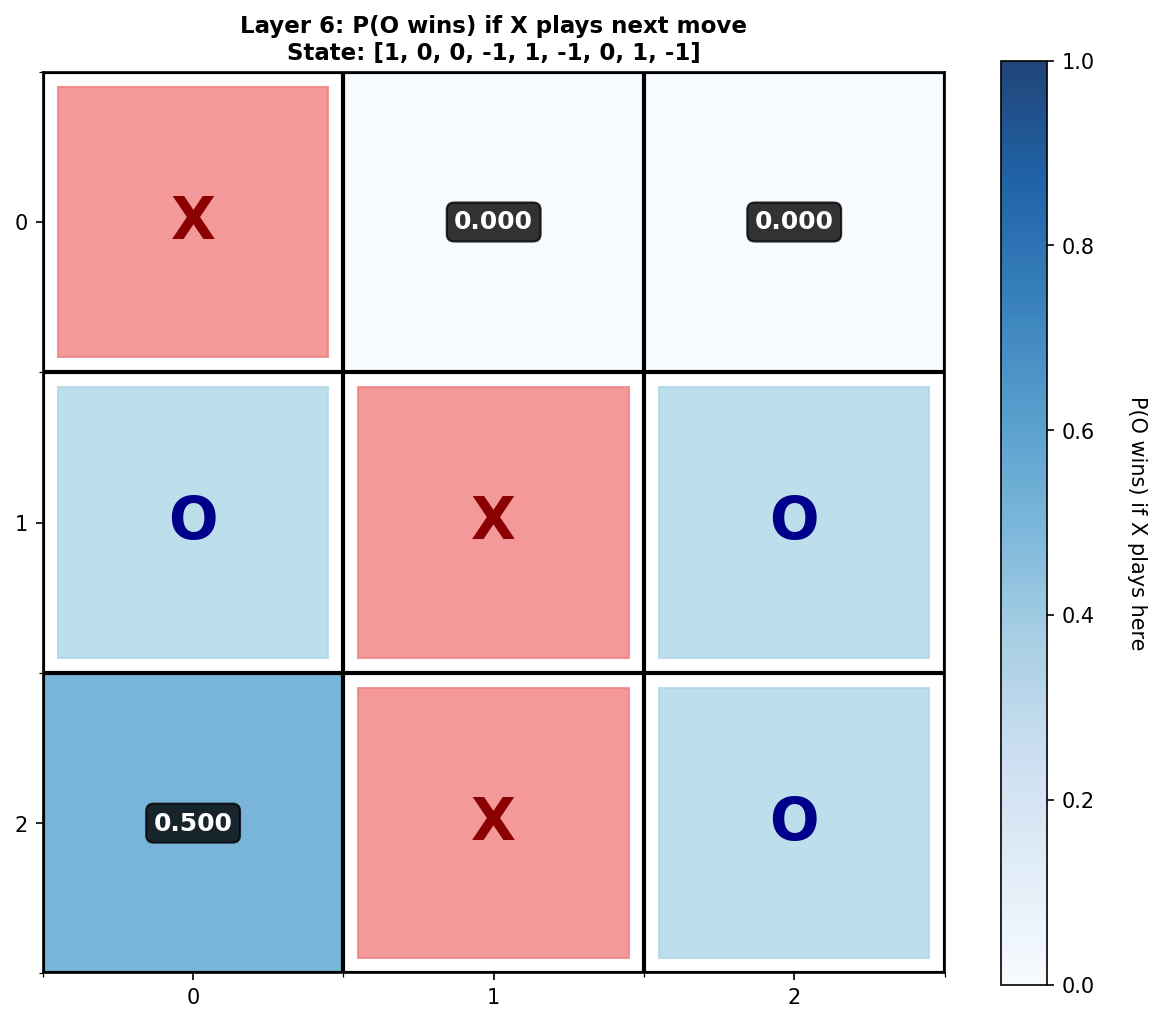 Layer 6: P(O wins) if X plays next move
State: [1, 0, 0, -1, 1, -1, 0, 1, -1]
0
X
0.000
0.000
1
O
X
O
2
0.500
X
O
0
1
2
1.0
0.8
0.6
0.4
0.2
0.0
P(O wins) if X plays here